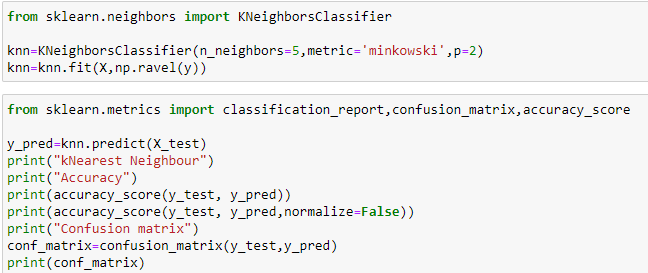 from sklearn.neighbors import KNeighborsClassifier
knn=KNeighborsClassifier(n_neighbors=5,metric='minkowski',p=2)
knn=knn.fit(X,np.ravel(y))
from sklearn.metrics import classification_report,confusion_matrix,accuracy_score
y_pred=knn.predict(X_test)
print("kNearest Neighbour")
print("Accuracy")
print(accuracy_score(y_test, y_pred))
print(accuracy_score(y_test, y_pred,normalize=False))
print("Confusion matrix")
conf_matrix=confusion_matrix(y_test,y_pred)
print(conf_matrix)